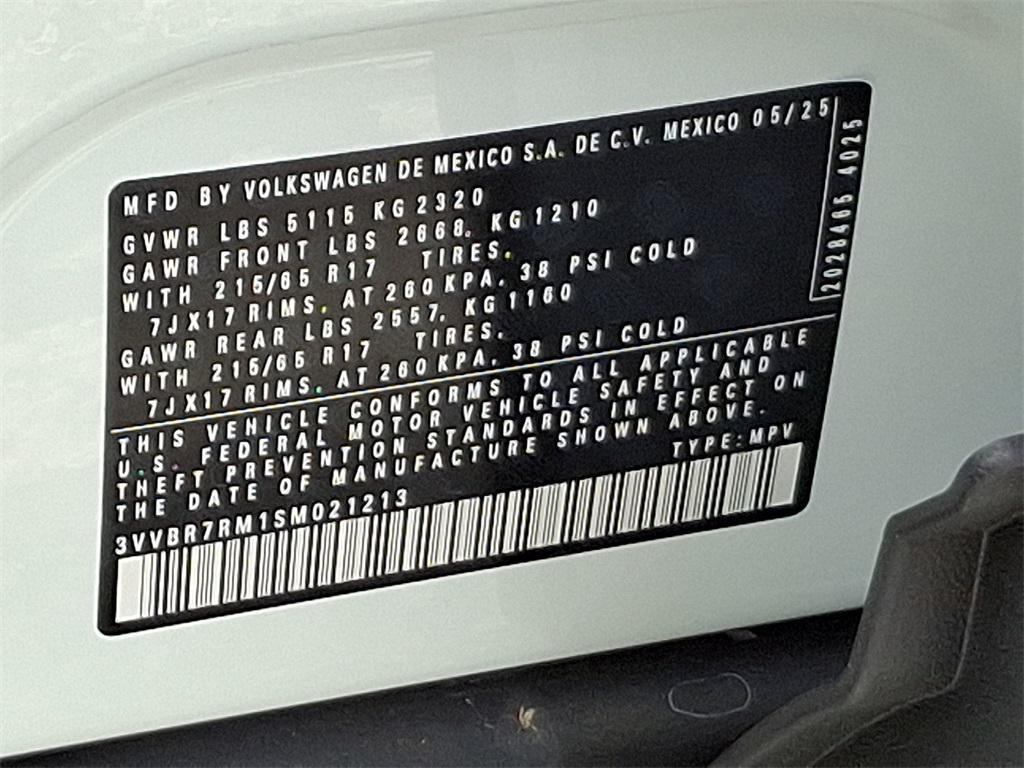 MFD BY VOLKSWAGEN DE MEXICO S.A. DE C.V. MEXICO 05/25
GVWR LBS 5115 KG 2320
GAWR FRONT LBS 2668, KG 1210
WITH 215/65 R17 TIRES.
7JX17 RIMS. AT 260 KPA. 38 PSI COLD
GAWR REAR LBS 2557, KG 1160
WITH 215/65 R17 TIRES.
7JX17 RIMS. AT 260 KPA. 38 PSI COLD
THIS VEHICLE CONFORMS TO ALL APPLICABLE
U.S. FEDERAL MOTOR VEHICLE SAFETY AND
THEFT PREVENTION STANDARDS IN EFFECT ON
THE DATE OF MANUFACTURE SHOWN ABOVE.
TYPE: MPV
3VVBR7RM1SM021213
2028465 4025